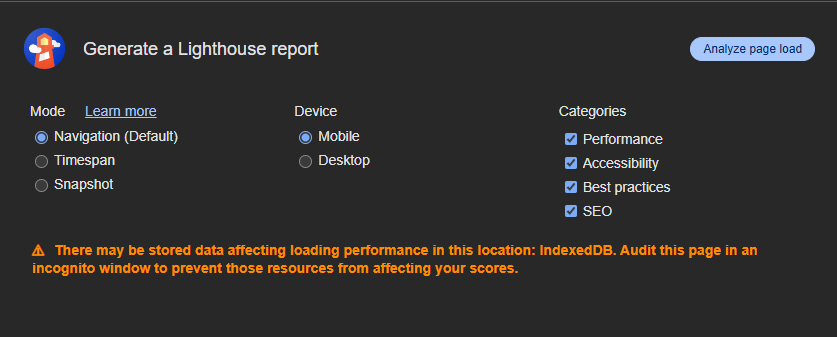 Generate a Lighthouse report
Analyze page load
Mode Learn more
Navigation (Default)
Timespan
Snapshot
Device
Mobile
Desktop
Categories
Performance
Accessibility
Best practices
SEO
There may be stored data affecting loading performance in this location: IndexedDB. Audit this page in an
incognito window to prevent those resources from affecting your scores.